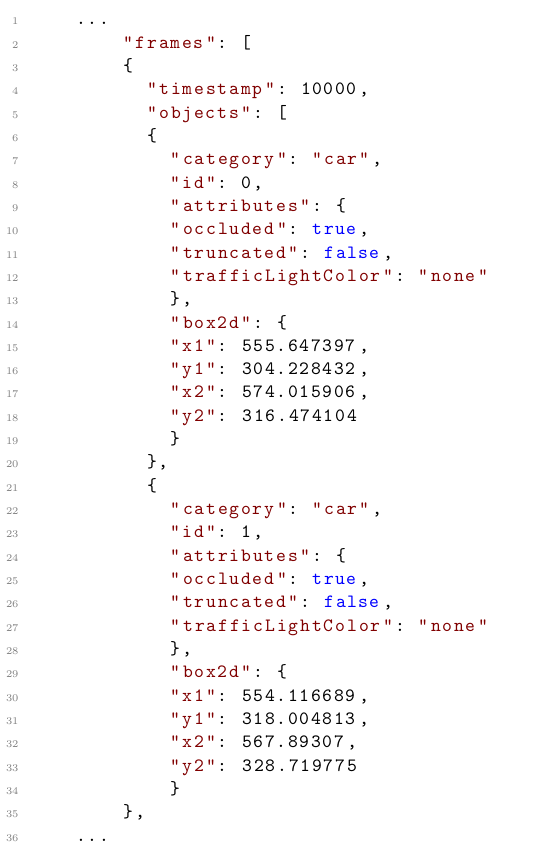 1 ...
2 "frames": [
3 {
4 "timestamp": 10000,
5 "objects": [
6 {
7 "category": "car",
8 "id": 0,
9 "attributes": {
10 "occluded": true,
11 "truncated": false,
12 "trafficLightColor": "none"
13 },
14 "box2d": {
15 "x1": 555.647397,
16 "y1": 304.228432,
17 "x2": 574.015906,
18 "y2": 316.474104
19 }
20 },
21 {
22 "category": "car",
23 "id": 1,
24 "attributes": {
25 "occluded": true,
26 "truncated": false,
27 "trafficLightColor": "none"
28 },
29 "box2d": {
30 "x1": 554.116689,
31 "y1": 318.004813,
32 "x2": 567.89307,
33 "y2": 328.719775
34 }
35 },
36 ...